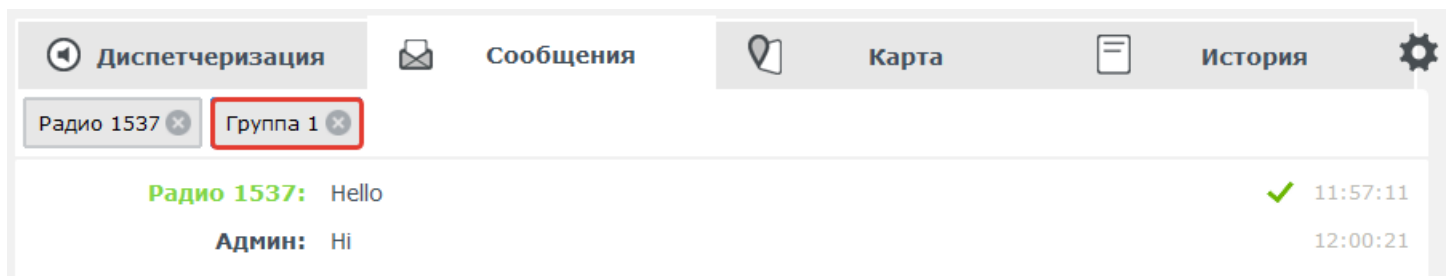 Диспетчеризация Сообщения Карта История
Радио 1537 Группа 1
Радио 1537: Hello 11:57:11
Админ: Hi 12:00:21